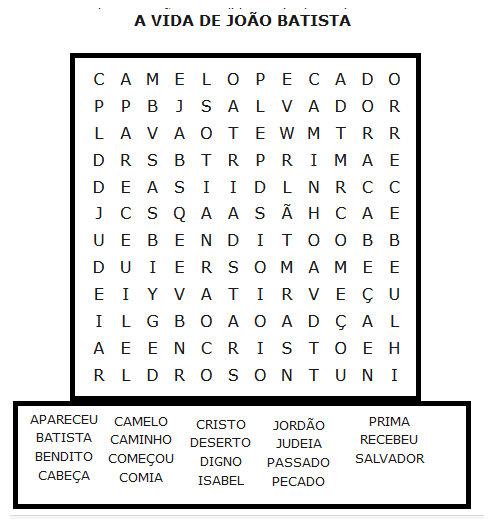 A VIDA DE JOÃO BATISTA
C A M E L O P E C A D O
P P B J S A L V A D O R
L A V A O T E W M T R R
D R S B T R P R I M A E
D E A S I I D L N R C C
J C S Q A A S Ã H C A E
U E B E N D I T O O B B
D U I E R S O M A M E E
E I Y V A T I R V E Ç U
I L G B O A O A D Ç A L
A E E N C R I S T O E H
R L D R O S O N T U N I
APARECEU CAMELO CRISTO JORDÃO PRIMA
BATISTA CAMINHO DESERTO JUDEIA RECEBEU
BENDITO COMEÇOU DIGNO PASSADO SALVADOR
CABEÇA COMIA ISABEL PECADO